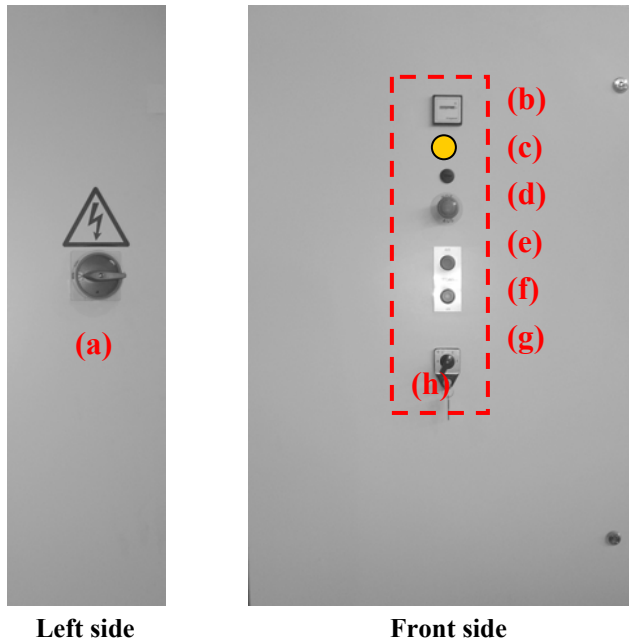 (b)
(c)
(d)
(e)
(f)
(a)
(g)
(h)
Left side
Front side